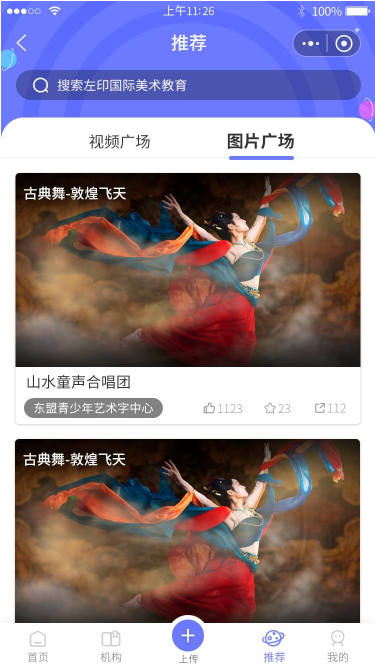 上午11:26
100%
推荐
搜索左印国际美术教育
视频广场
图片广场
古典舞-敦煌飞天
山水童声合唱团
东盟青少年艺术字中心
1123
23
112
古典舞-敦煌飞天
首页
机构
上传
推荐
我的